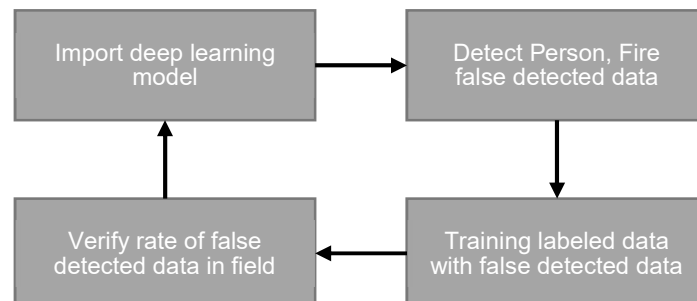 Import deep learning
model
Detect Person, Fire
false detected data
Verify rate of false
detected data in field
Training labeled data
with false detected data